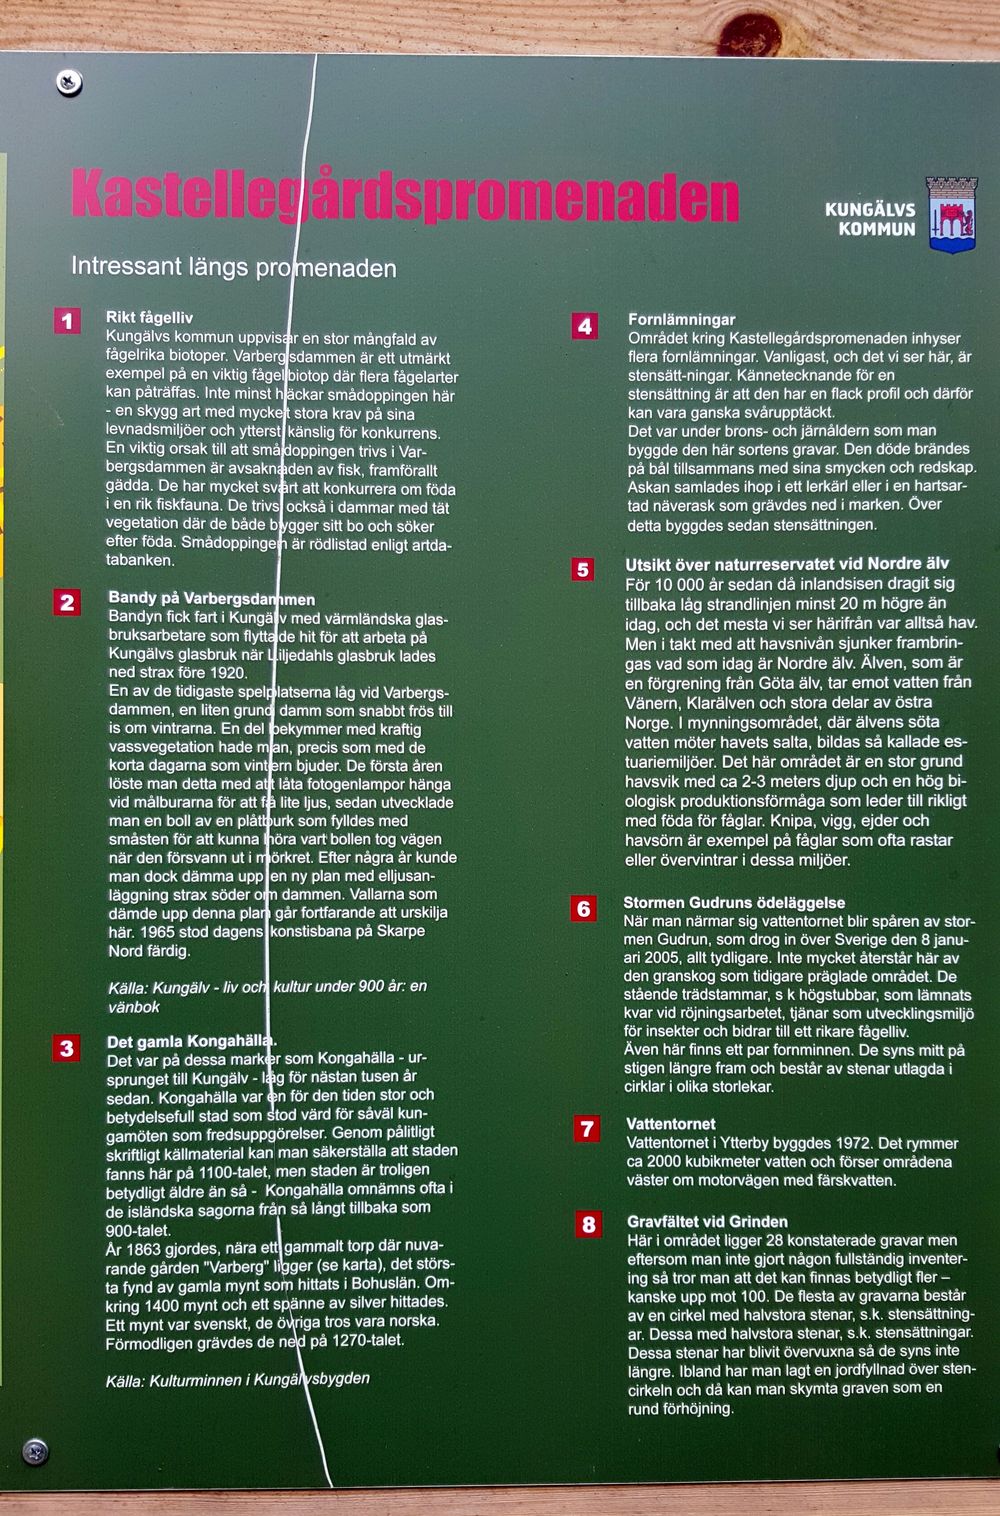 Kastellegårdspromenaden
KUNGÄLVS
KOMMUN
Intressant längs promenaden
1
Rikt fågelliv
Kungälvs kommun uppvisar en stor mångfald av
fågelrika biotoper. Varbergsdammen är ett utmärkt
exempel på en viktig fågelbiotop där flera fågelarter
kan påträffas. Inte minst häckar smådoppingen här
- en skygg art med mycket stora krav på sina
levnadsmiljöer och ytterst känslig för konkurrens.
En viktig orsak till att smådoppingen trivs i Var-
bergsdammen är avsaknaden av fisk, framförallt
gädda. De har mycket svårt att konkurrera om föda
i en rik fiskfauna. De trivs också i dammar med tät
vegetation där de både bygger sitt bo och söker
efter föda. Smådoppingen är rödlistad enligt artda-
tabanken.
2
Bandy på Varbergsdammen
Bandyn fick fart i Kungälv med värmländska glas-
bruksarbetare som flyttade hit för att arbeta på
Kungälvs glasbruk när Liljedahls glasbruk lades
ned strax före 1920.
En av de tidigaste spelplatserna låg vid Varbergs-
dammen, en liten grund damm som snabbt frös till
is om vintrarna. En del bekymmer med kraftig
vassvegetation hade man, precis som med de
korta dagarna som vintern bjuder. De första åren
löste man detta med att låta fotogenlampor hänga
vid målburarna för att få lite ljus, sedan utvecklade
man en boll av en plåtburk som fylldes med
småsten för att kunna höra vart bollen tog vägen
när den försvann ut i mörkret. Efter några år kunde
man dock dämma upp en ny plan med elljusan-
läggning strax söder om dammen. Vallarna som
dämde upp denna plan går fortfarande att urskilja
här. 1965 stod dagens konstisbana på Skarpe
Nord färdig.
Källa: Kungälv - liv och kultur under 900 år: en
vänbok
3
Det gamla Kongahälla.
Det var på dessa marker som Kongahälla - ur-
sprunget till Kungälv - låg för nästan tusen år
sedan. Kongahälla var en för den tiden stor och
betydelsefull stad som stod värd för såväl kun-
gamöten som fredsuppgörelser. Genom pålitligt
skriftligt källmaterial kan man säkerställa att staden
fanns här på 1100-talet, men staden är troligen
betydligt äldre än så - Kongahälla omnämns ofta i
de isländska sagorna från så långt tillbaka som
900-talet.
År 1863 gjordes, nära ett gammalt torp där nuva-
rande gården "Varberg" ligger (se karta), det störs-
ta fynd av gamla mynt som hittats i Bohuslän. Om-
kring 1400 mynt och ett spänne av silver hittades.
Ett mynt var svenskt, de övriga tros vara norska.
Förmodligen grävdes de ned på 1270-talet.
Källa: Kulturminnen i Kungälvsbygden
4
Fornlämningar
Området kring Kastellegårdspromenaden inhyser
flera fornlämningar. Vanligast, och det vi ser här, är
stensätt-ningar. Kännetecknande för en
stensättning är att den har en flack profil och därför
kan vara ganska svårupptäckt.
Det var under brons- och järnåldern som man
byggde den här sortens gravar. Den döde brändes
på bål tillsammans med sina smycken och redskap.
Askan samlades ihop i ett lerkärl eller i en hartsar-
tad näverask som grävdes ned i marken. Över
detta byggdes sedan stensättningen.
5
Utsikt över naturreservatet vid Nordre älv
För 10 000 år sedan då inlandsisen dragit sig
tillbaka låg strandlinjen minst 20 m högre än
idag, och det mesta vi ser härifrån var alltså hav.
Men i takt med att havsnivån sjunker frambrin-
gas vad som idag är Nordre älv. Älven, som är
en förgrening från Göta älv, tar emot vatten från
Vänern, Klarälven och stora delar av östra
Norge. I mynningsområdet, där älvens söta
vatten möter havets salta, bildas så kallade es-
tuariemiljöer. Det här området är en stor grund
havsvik med ca 2-3 meters djup och en hög bi-
ologisk produktionsförmåga som leder till rikligt
med föda för fåglar. Knipa, vigg, ejder och
havsörn är exempel på fåglar som ofta rastar
eller övervintrar i dessa miljöer.
6
Stormen Gudruns ödeläggelse
När man närmar sig vattentornet blir spåren av stor-
men Gudrun, som drog in över Sverige den 8 janu-
ari 2005, allt tydligare. Inte mycket återstår här av
den granskog som tidigare präglade området. De
stående trädstammar, s k högstubbar, som lämnats
kvar vid röjningsarbetet, tjänar som utvecklingsmiljö
för insekter och bidrar till ett rikare fågelliv.
Även här finns ett par fornminnen. De syns mitt på
stigen längre fram och består av stenar utlagda i
cirklar i olika storlekar.
7
Vattentornet
Vattentornet i Ytterby byggdes 1972. Det rymmer
ca 2000 kubikmeter vatten och förser områdena
väster om motorvägen med färskvatten.
8
Gravfältet vid Grinden
Här i området ligger 28 konstaterade gravar men
eftersom man inte gjort någon fullständig inventer-
ing så tror man att det kan finnas betydligt fler –
kanske upp mot 100. De flesta av gravarna består
av en cirkel med halvstora stenar, s.k. stensättning-
ar. Dessa med halvstora stenar, s.k. stensättningar.
Dessa stenar har blivit övervuxna så de syns inte
längre. Ibland har man lagt en jordfyllnad över sten-
cirkeln och då kan man skymta graven som en
rund förhöjning.